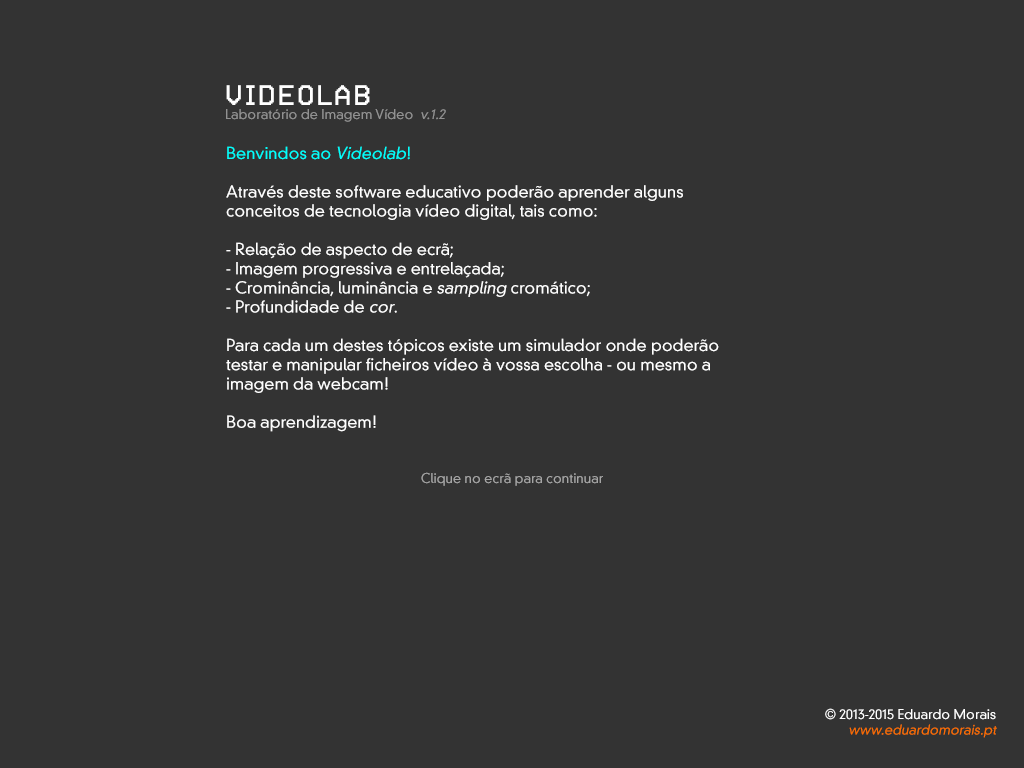 VIDEOLAB
Laboratório de Imagem Vídeo v.1.2
Benvindos ao Videolab!
Através deste software educativo poderão aprender alguns
conceitos de tecnologia vídeo digital, tais como:
- Relação de aspecto de ecrã;
- Imagem progressiva e entrelaçada;
- Crominância, luminância e sampling cromático;
- Profundidade de cor.
Para cada um destes tópicos existe um simulador onde poderão
testar e manipular ficheiros vídeo à vossa escolha - ou mesmo a
imagem da webcam!
Boa aprendizagem!
Clique no ecrã para continuar
© 2013-2015 Eduardo Morais
www.eduardomorais.pt